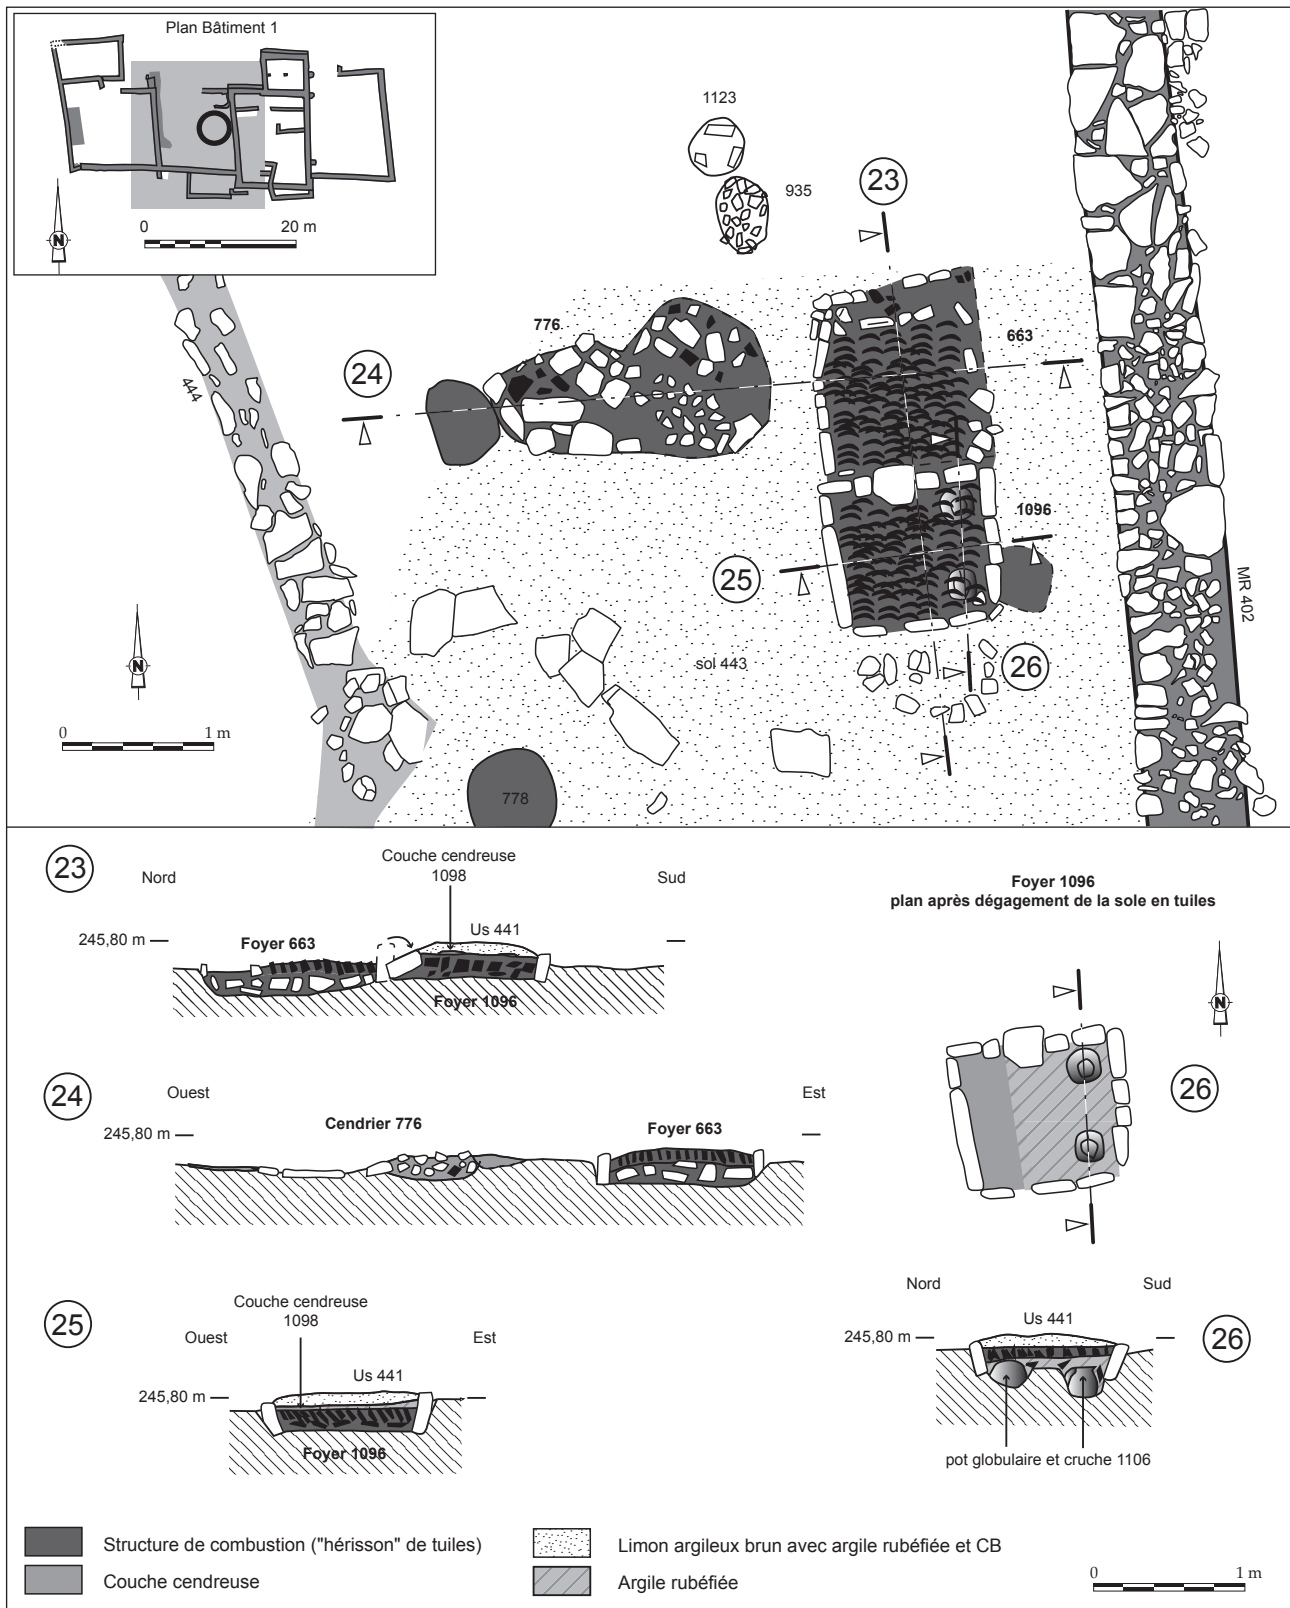 Plan Bâtiment 1
0 20 m
N
1123
935
23
776
663
24
444
1096
25
MR 402
sol 443
26
N
0 1 m
778
23
Couche cendreuse
1098
Nord
Sud
Us 441
245,80 m
Foyer 663
Foyer 1096
Foyer 1096
plan après dégagement de la sole en tuiles
N
24
Ouest
Est
26
Cendrier 776
Foyer 663
245,80 m
25
Couche cendreuse
1098
Ouest
Est
Us 441
245,80 m
Foyer 1096
Nord
Sud
Us 441
245,80 m
26
pot globulaire et cruche 1106
Structure de combustion ("hérisson" de tuiles)
Couche cendreuse
Limon argileux brun avec argile rubéfiée et CB
Argile rubéfiée
0 1 m